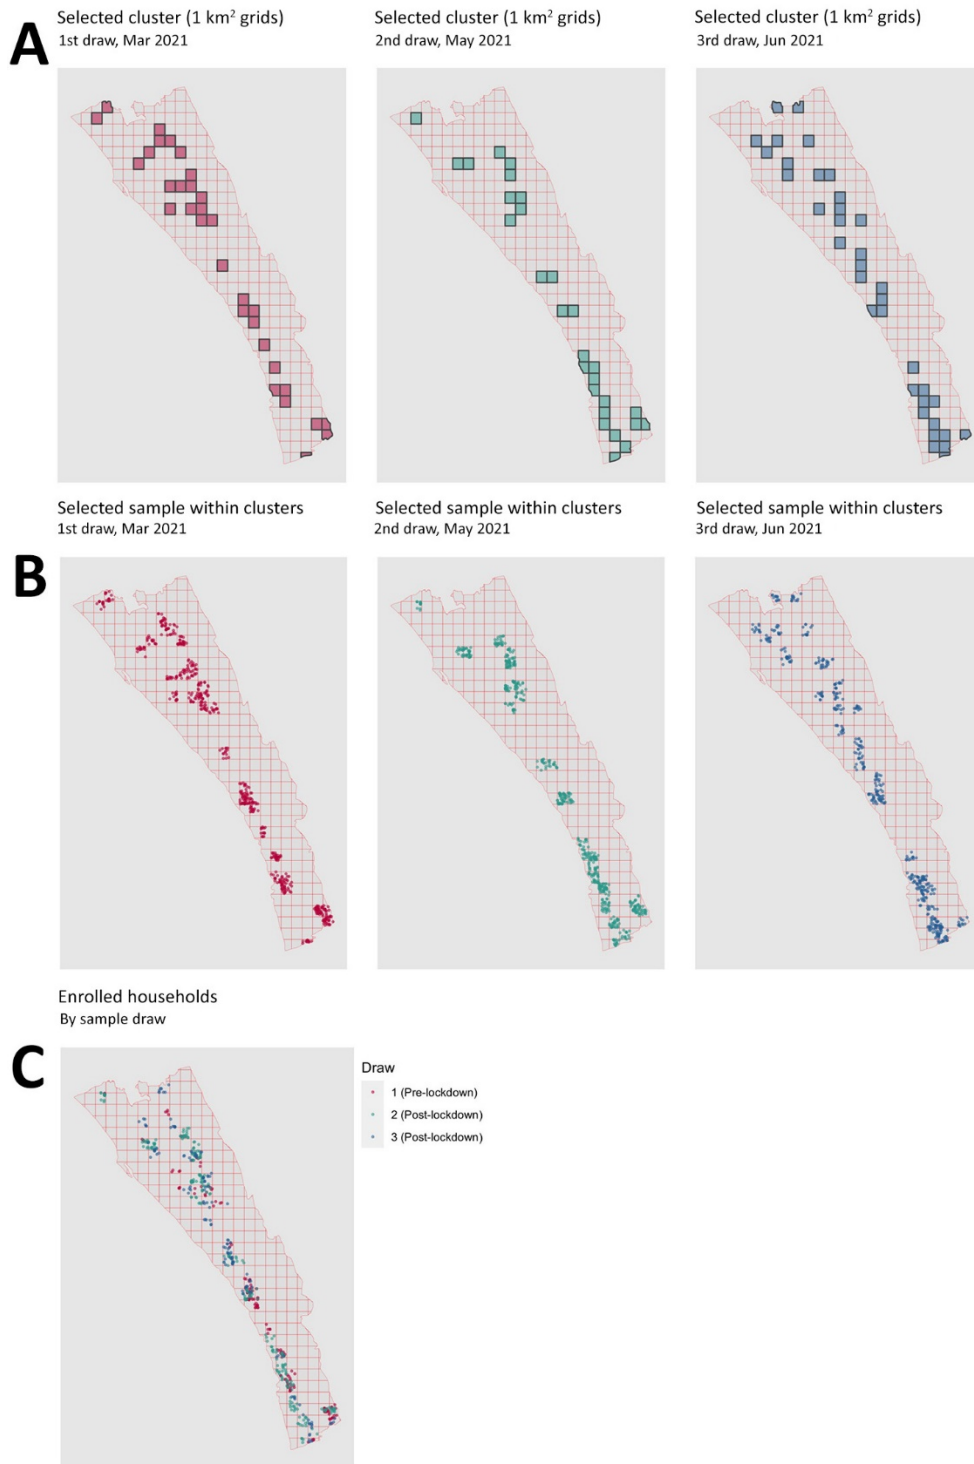 A
Selected cluster (1 km² grids)
1st draw, Mar 2021
Selected cluster (1 km² grids)
2nd draw, May 2021
Selected cluster (1 km² grids)
3rd draw, Jun 2021
B
Selected sample within clusters
1st draw, Mar 2021
Selected sample within clusters
2nd draw, May 2021
Selected sample within clusters
3rd draw, Jun 2021
C
Enrolled households
By sample draw
Draw
1 (Pre-lockdown)
2 (Post-lockdown)
3 (Post-lockdown)